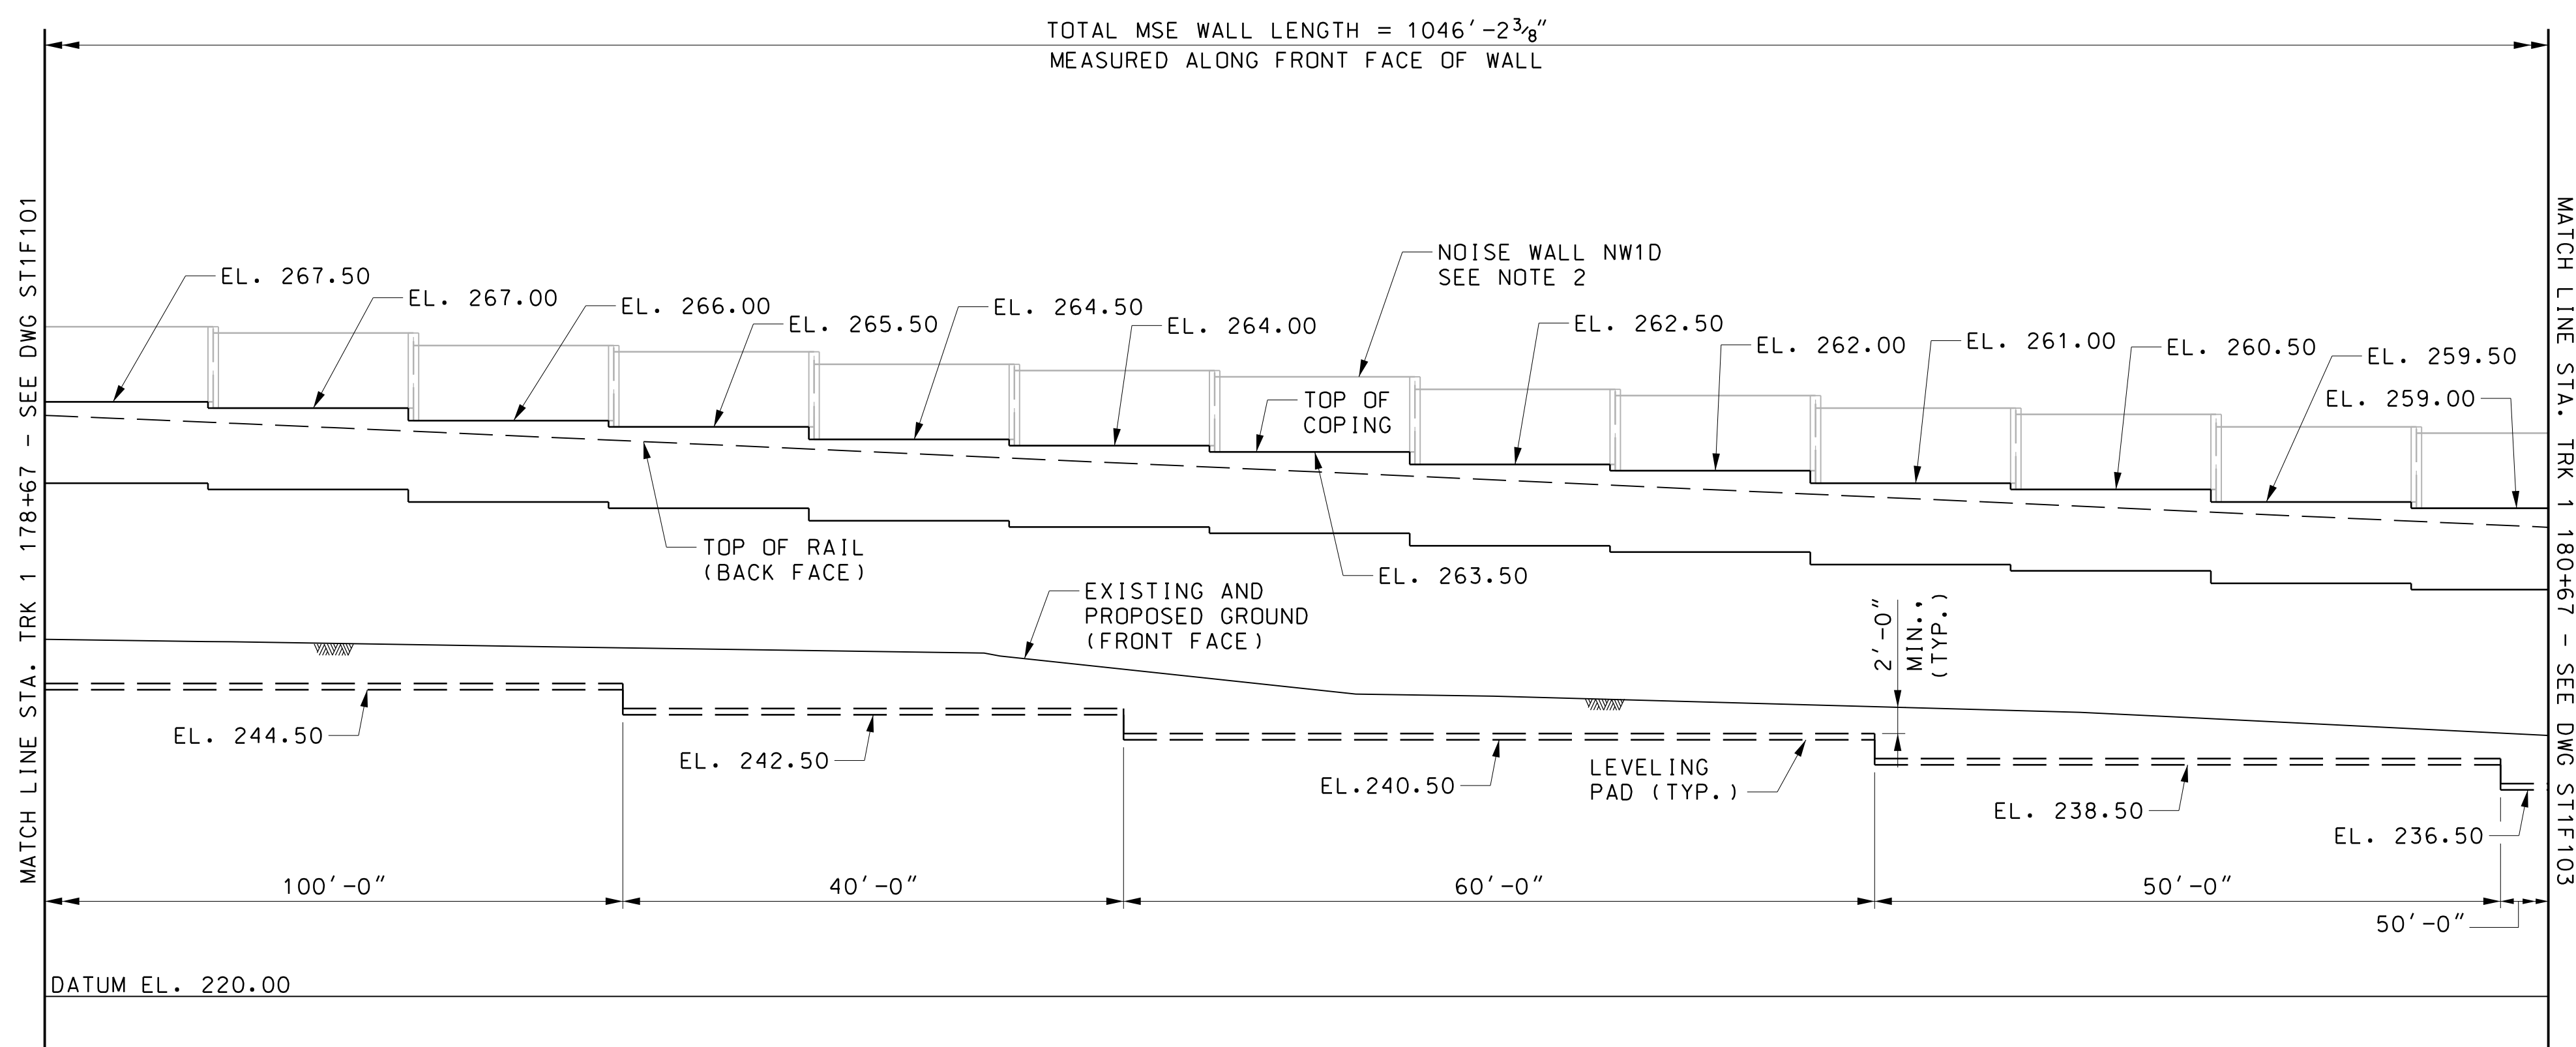 TOTAL MSE WALL LENGTH = 1046'-2 3/8"
MEASURED ALONG FRONT FACE OF WALL
MATCH LINE STA. TRK 1 178+67 - SEE DWG ST1F101
MATCH LINE STA. TRK 1 180+67 - SEE DWG ST1F103
NOISE WALL NW1D
SEE NOTE 2
EL. 267.50
EL. 267.00
EL. 266.00
EL. 265.50
EL. 264.50
EL. 264.00
EL. 262.50
EL. 262.00
EL. 261.00
EL. 260.50
EL. 259.50
EL. 259.00
TOP OF
COPING
TOP OF RAIL
(BACK FACE)
EL. 263.50
EXISTING AND
PROPOSED GROUND
(FRONT FACE)
2'-0"
MIN.,
(TYP.)
EL. 244.50
EL. 242.50
EL.240.50
LEVELING
PAD (TYP.)
EL. 238.50
EL. 236.50
100'-0"
40'-0"
60'-0"
50'-0"
50'-0"
DATUM EL. 220.00